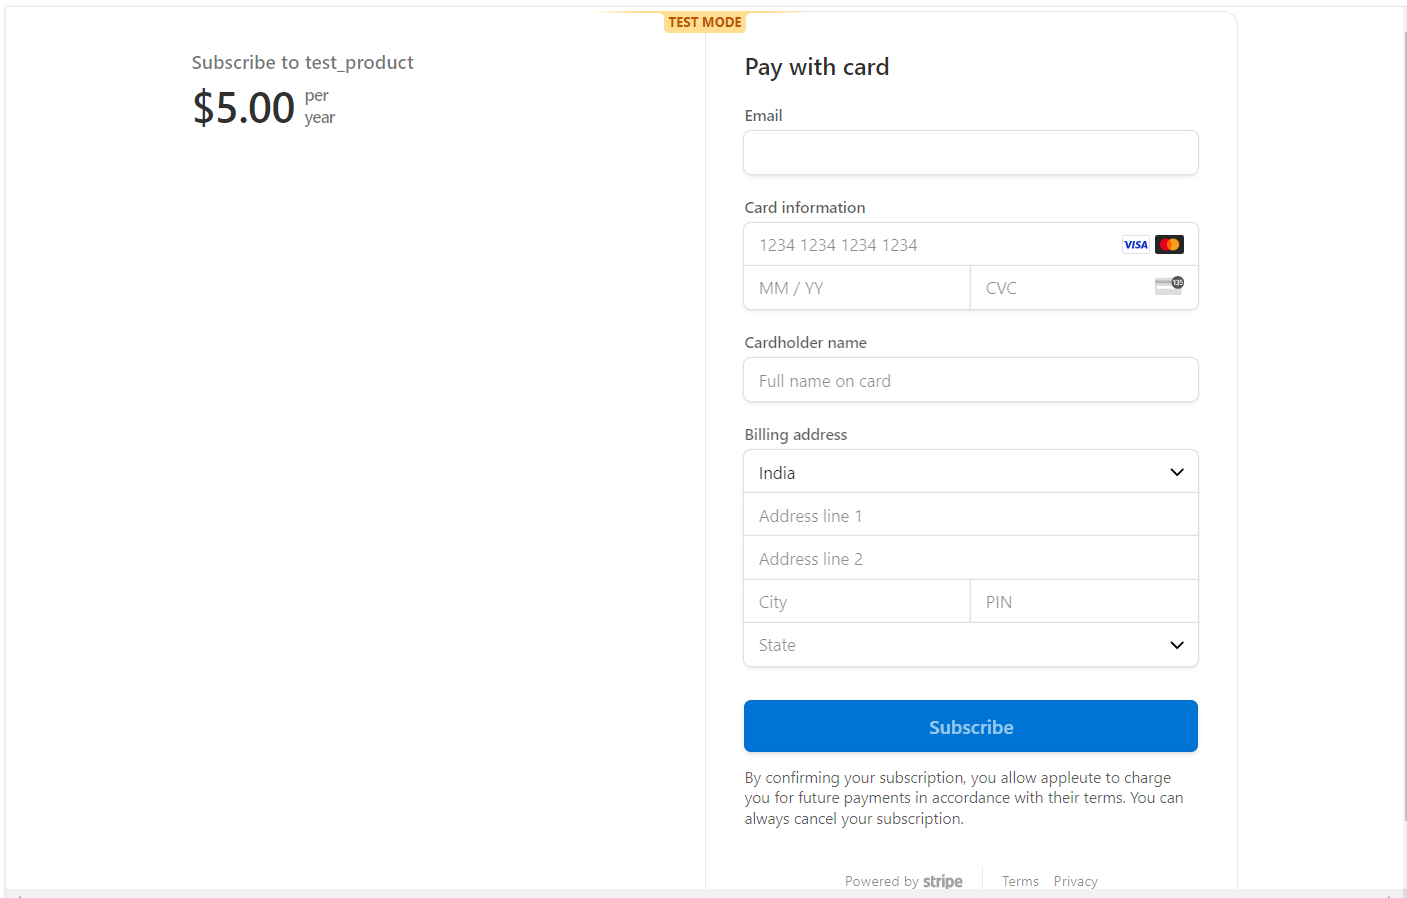 TEST MODE
Subscribe to test_product
$5.00 per
year
Pay with card
Email
Card information
1234 1234 1234 1234 VISA
MM / YY CVC 135
Cardholder name
Full name on card
Billing address
India
Address line 1
Address line 2
City PIN
State
Subscribe
By confirming your subscription, you allow appleute to charge
you for future payments in accordance with their terms. You can
always cancel your subscription.
Powered by stripe Terms Privacy